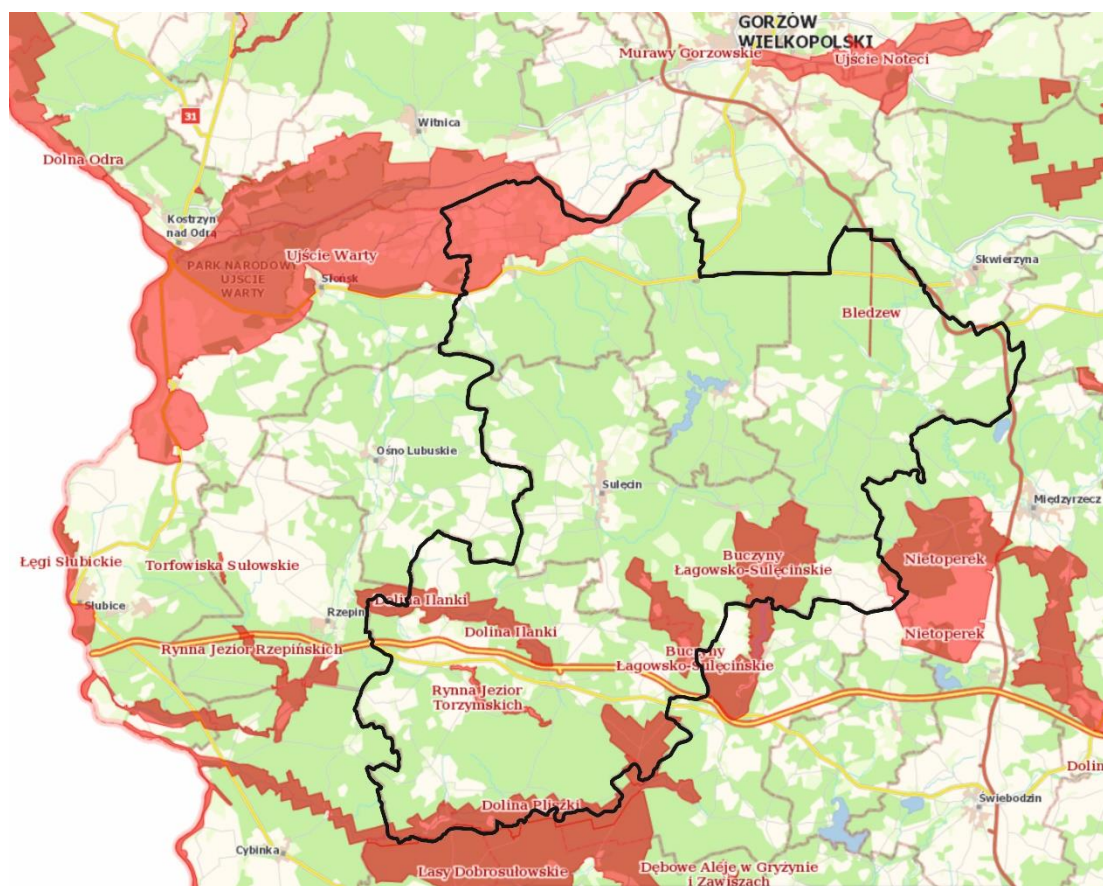 GORZÓW
WIELKOPOLSKI
Murawy Gorzowskie
Ujście Noteci
31
Witnica
Dolna Odra
Kostrzyn
nad Odrą
Ujście Warty
PARK NARODOWY
UJŚCIE
WARTY
Słońsk
Skwierzyna
Bledzew
Ośno Lubuskie
Sulęcin
Międzyrzecz
Łęgi Słubickie
Torfowiska Sułowskie
Buczyny
Łagowsko-Sulęcińskie
Nietoperek
Słubice
Rzepin
Dolina Ilanki
Dolina Ilanki
Nietoperek
Rynna Jezior Rzepińskich
Buczyny
Łagowsko-Sulęcińskie
Rynna Jezior
Torzymskich
Dolin
Dolina Pliszki
Świebodzin
Cybinka
Lasy Dobrosułowskie
Dębowe Aleje w Gryżynie
i Zawiszach